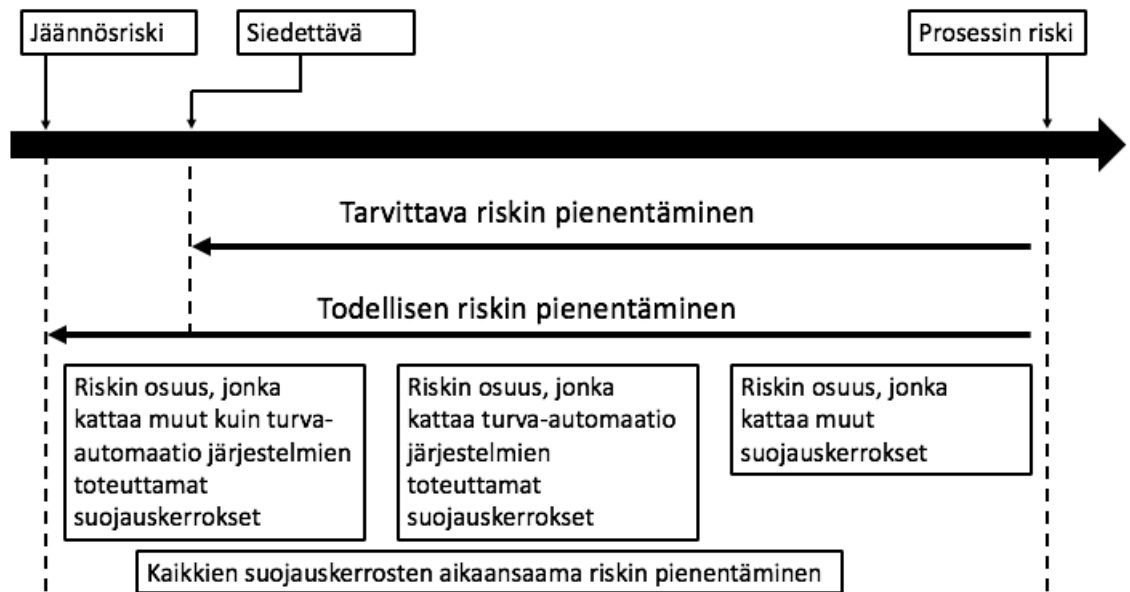 Jäännösriski
Siedettävä
Prosessin riski
Tarvittava riskin pienentäminen
Todellisen riskin pienentäminen
Riskin osuus, jonka
kattaa muut kuin turva-
automaatio järjestelmien
toteuttamat
suojauskerrokset
Riskin osuus, jonka
kattaa turva-automaatio
järjestelmien
toteuttamat
suojauskerrokset
Riskin osuus, jonka
kattaa muut
suojauskerrokset
Kaikkien suojauskerrosten aikaansaama riskin pienentäminen